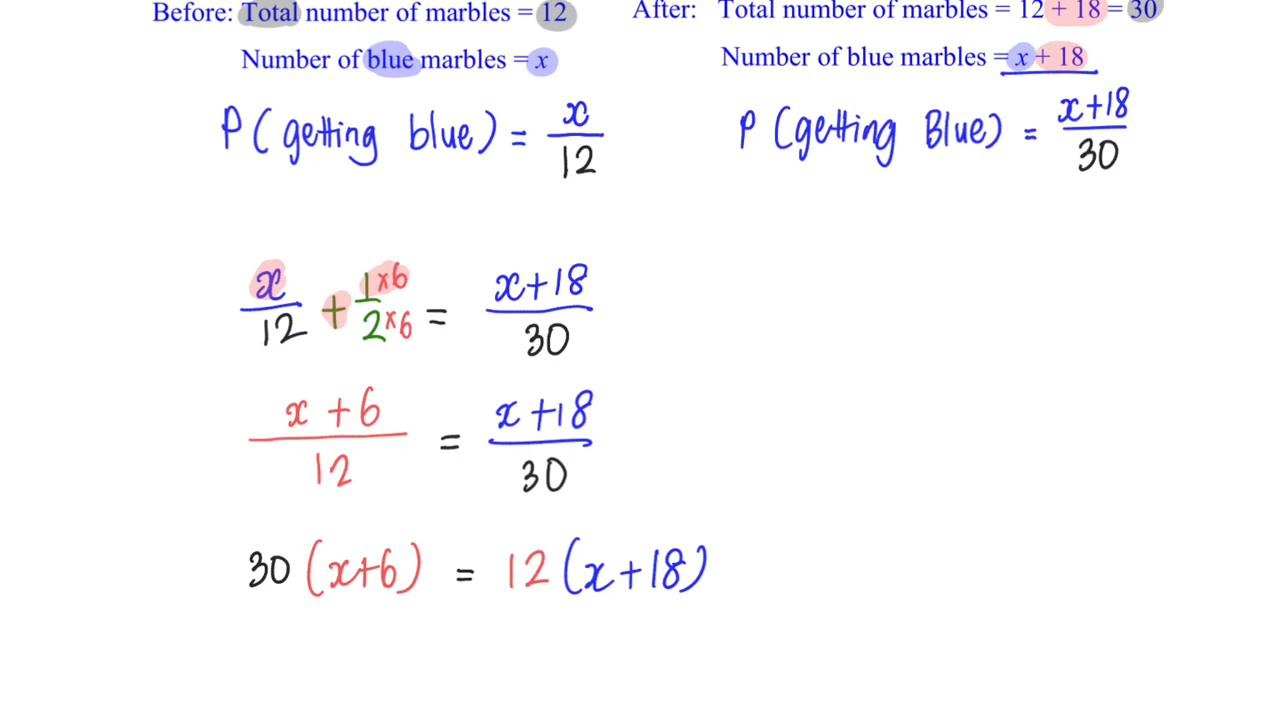 Before: Total number of marbles = 12
After: Total number of marbles = 12 + 18 = 30
Number of blue marbles = x
Number of blue marbles = x + 18
P(getting blue) = x/12
P(getting Blue) = x+18/30
x/12 + 1×6/2×6 = x+18/30
x+6/12 = x+18/30
30(x+6) = 12(x+18)